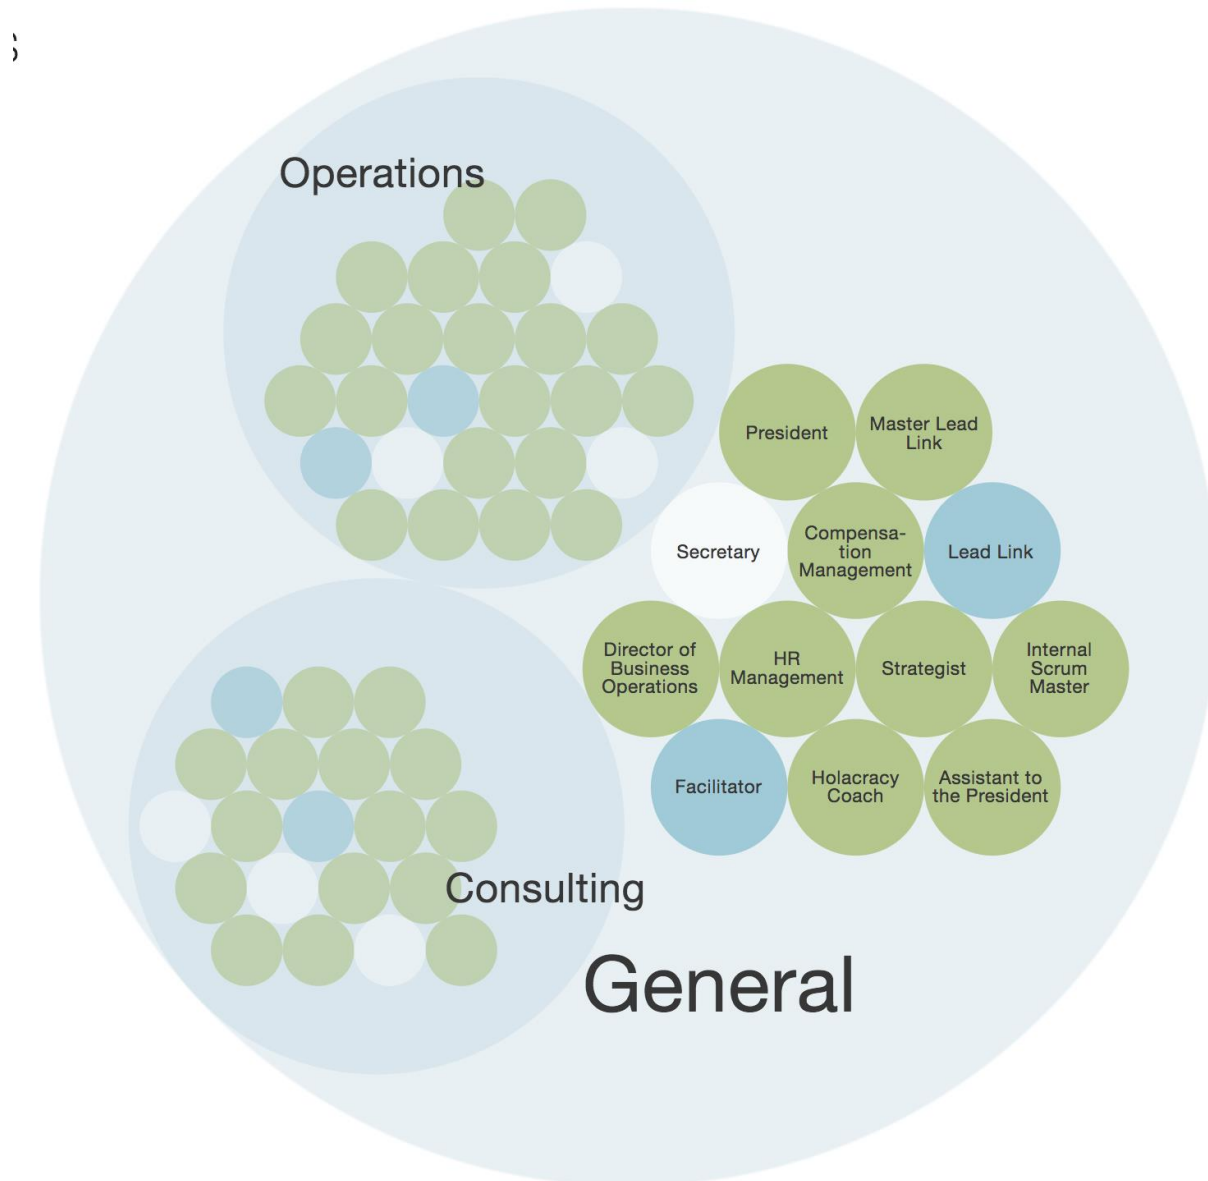 Operations
President
Master Lead
Link
Secretary
Compensa-
tion
Management
Lead Link
Director of
Business
Operations
HR
Management
Strategist
Internal
Scrum
Master
Facilitator
Holacracy
Coach
Assistant to
the President
Consulting
General